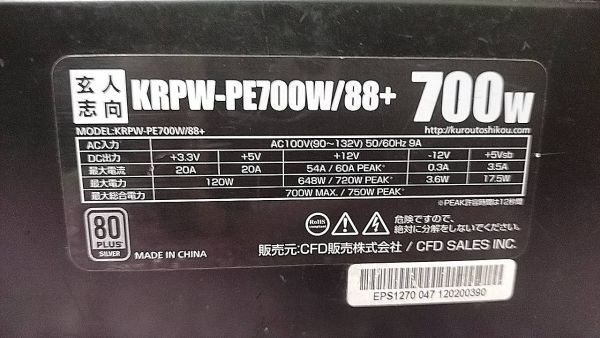 玄人志向 KRPW-PE700W/88+ 700W
MODEL:KRPW-PE700W/88+ http://kuroutoshikou.com/
AC入力 AC100V(90〜132V) 50/60Hz 9A
DC出力 +3.3V +5V +12V -12V +5Vsb
最大電流 20A 20A 54A / 60A PEAK* 0.3A 3.5A
最大電力 120W 648W / 720W PEAK* 3.6W 17.5W
最大総合電力 700W MAX. / 750W PEAK*
※PEAK許容時間は12秒間
80 PLUS SILVER
MADE IN CHINA
RoHS
危険ですので、
絶対に分解をしないでください。
販売元:CFD販売株式会社 / CFD SALES INC.
EPS1270 047 120200390